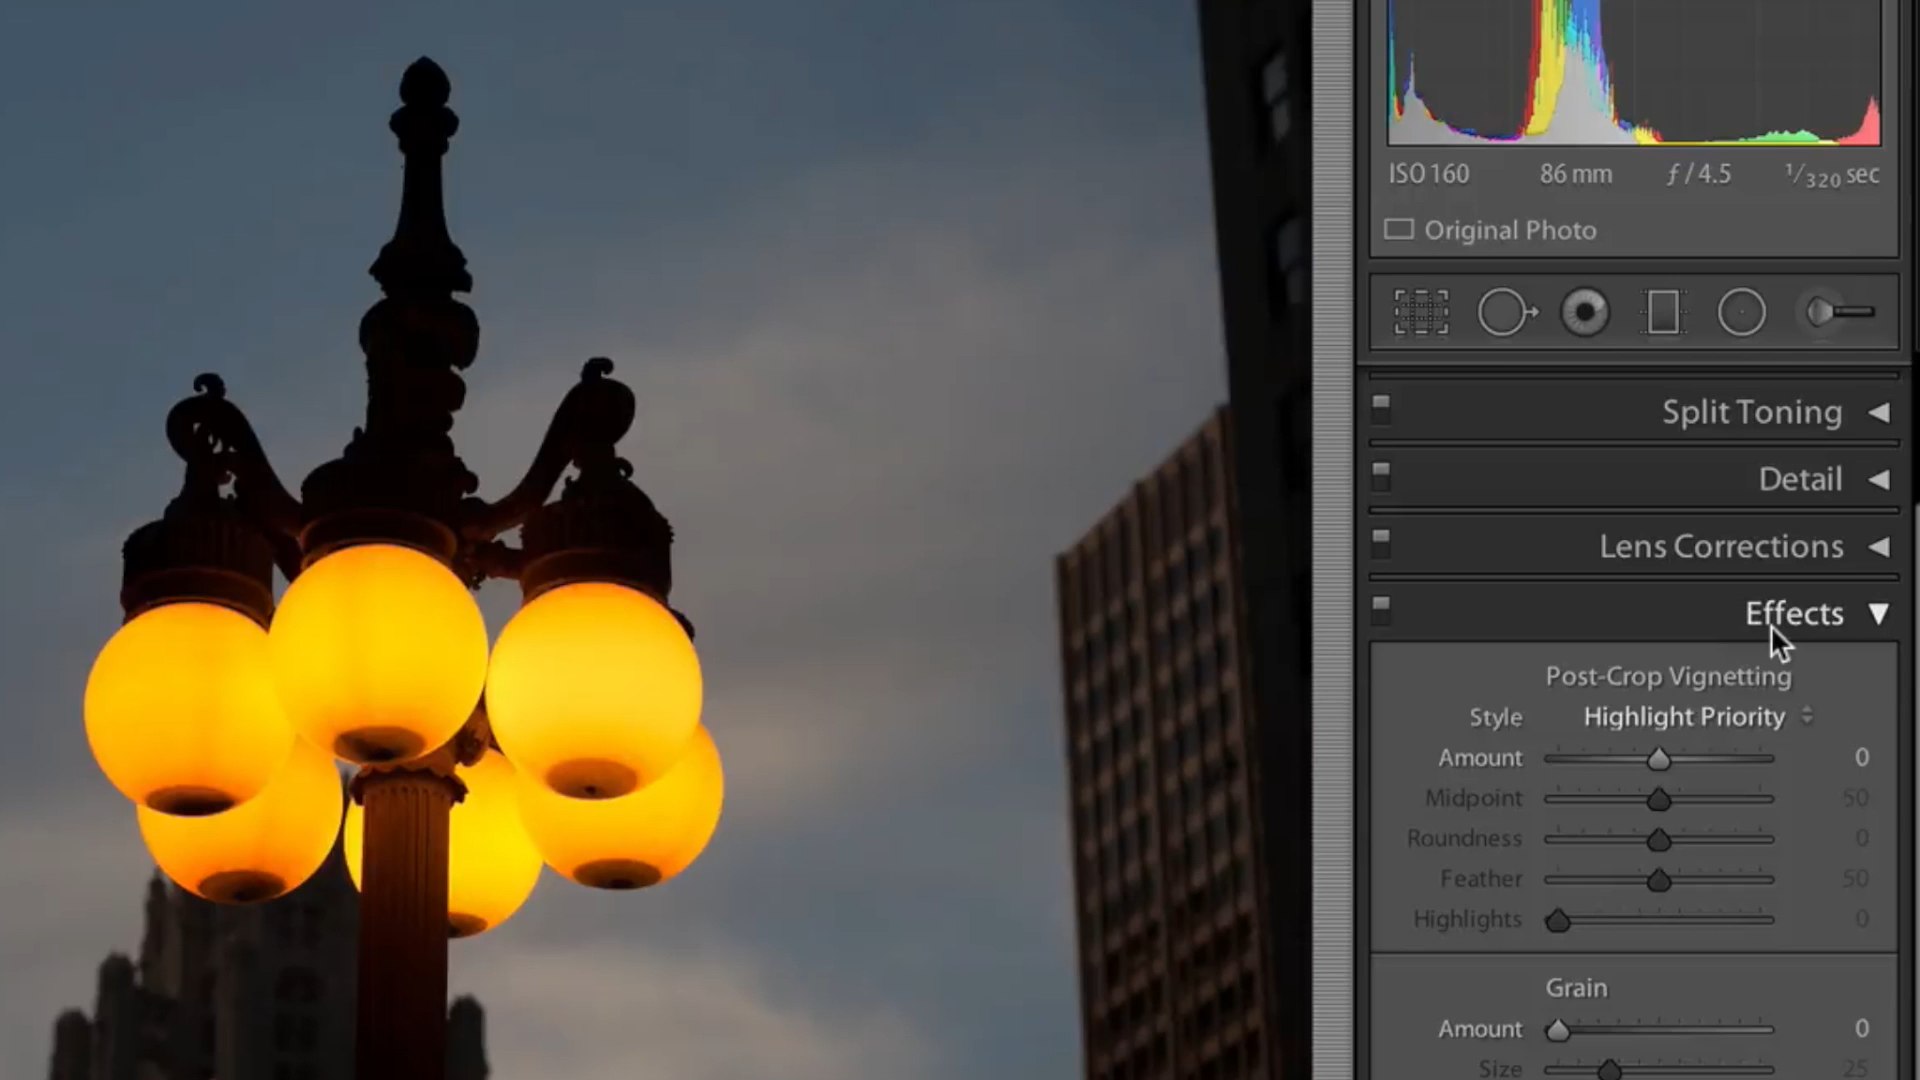 ISO 160 86 mm ƒ / 4.5 1/320 sec
Original Photo
Split Toning
Detail
Lens Corrections
Effects
Post-Crop Vignetting
Style Highlight Priority
Amount 0
Midpoint 50
Roundness 0
Feather 50
Highlights 0
Grain
Amount 0
Size 25